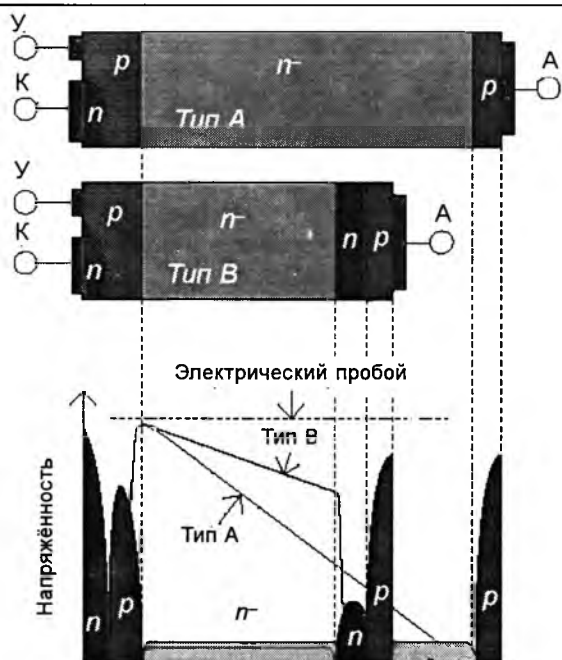 У
К
p
n
n⁻
Тип A
p
А
У
К
p
n
n⁻
Тип B
n
p
А
Электрический пробой
Тип B
Тип A
Напряжённость
n
p
n⁻
n
p
p